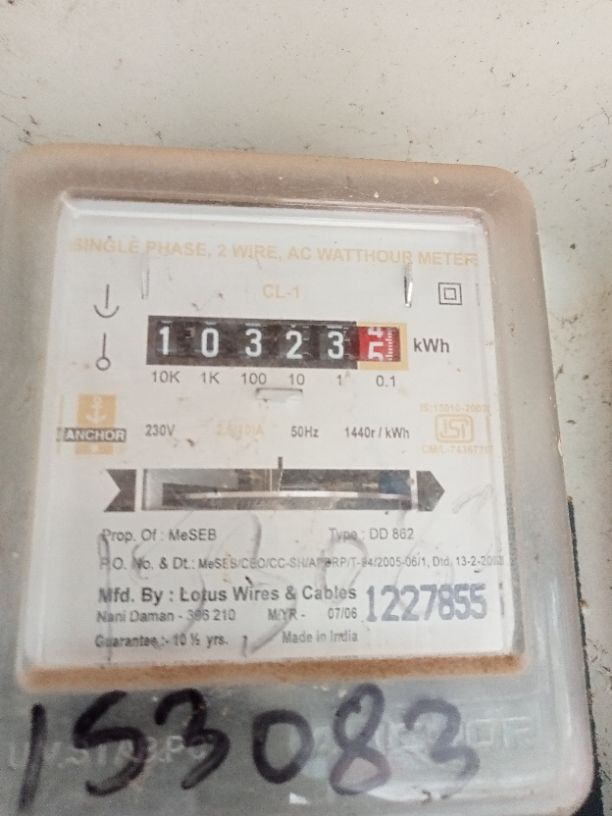 SINGLE PHASE, 2 WIRE, AC WATTHOUR METER
CL-1
1 0 3 2 3 kWh
10K 1K 100 10 1 0.1
ANCHOR
230V 50Hz 1440r / kWh
ISI
Prop. Of : MeSEB Type : DD 862
P.O. No. & Dt.:
Mfd. By : Lotus Wires & Cables
Nani Daman - 396 210 M/YR - 07/06 1227855
Guarantee :- 10 ½ yrs. Made in India
153083